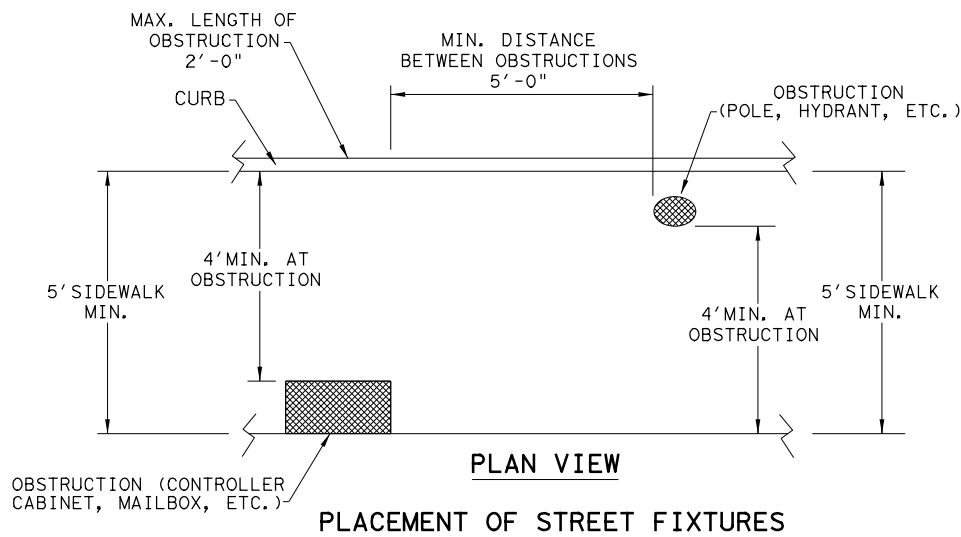 MAX. LENGTH OF
OBSTRUCTION
2'-0"
CURB
MIN. DISTANCE
BETWEEN OBSTRUCTIONS
5'-0"
OBSTRUCTION
(POLE, HYDRANT, ETC.)
5' SIDEWALK
MIN.
4' MIN. AT
OBSTRUCTION
4' MIN. AT
OBSTRUCTION
5' SIDEWALK
MIN.
OBSTRUCTION (CONTROLLER
CABINET, MAILBOX, ETC.)
PLAN VIEW
PLACEMENT OF STREET FIXTURES